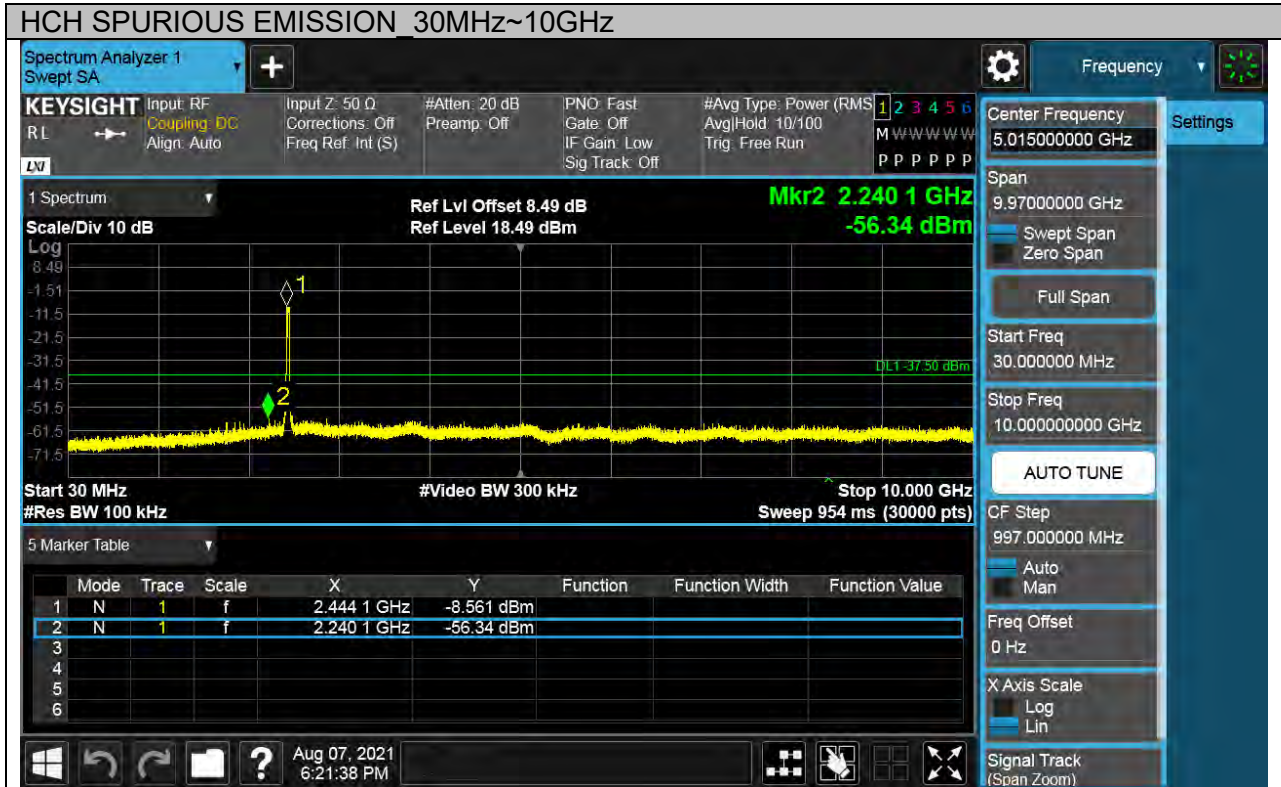 HCH SPURIOUS EMISSION_30MHz~10GHz
Spectrum Analyzer 1
Swept SA
+
Frequency
KEYSIGHT
R L
LXI
Input: RF
Coupling: DC
Align: Auto
Input Z: 50 Ω
Corrections: Off
Freq Ref: Int (S)
#Atten: 20 dB
Preamp: Off
PNO: Fast
Gate: Off
IF Gain: Low
Sig Track: Off
#Avg Type: Power (RMS
Avg|Hold: 10/100
Trig: Free Run
1 2 3 4 5 6
M W W W W W
P P P P P P
Center Frequency
5.015000000 GHz
Settings
Span
9.97000000 GHz
Swept Span
Zero Span
Full Span
Start Freq
30.000000 MHz
Stop Freq
10.000000000 GHz
AUTO TUNE
CF Step
997.000000 MHz
Auto
Man
Freq Offset
0 Hz
X Axis Scale
Log
Lin
Signal Track
(Span Zoom)
1 Spectrum
Scale/Div 10 dB
Ref Lvl Offset 8.49 dB
Ref Level 18.49 dBm
Mkr2 2.240 1 GHz
-56.34 dBm
Log
8.49
-1.51
-11.5
-21.5
-31.5
-41.5
-51.5
-61.5
-71.5
1
2
DL1 -37.50 dBm
Start 30 MHz
#Res BW 100 kHz
#Video BW 300 kHz
Stop 10.000 GHz
Sweep 954 ms (30000 pts)
5 Marker Table
Mode Trace Scale X Y Function Function Width Function Value
1 N 1 f 2.444 1 GHz -8.561 dBm
2 N 1 f 2.240 1 GHz -56.34 dBm
3
4
5
6
?
Aug 07, 2021
6:21:38 PM